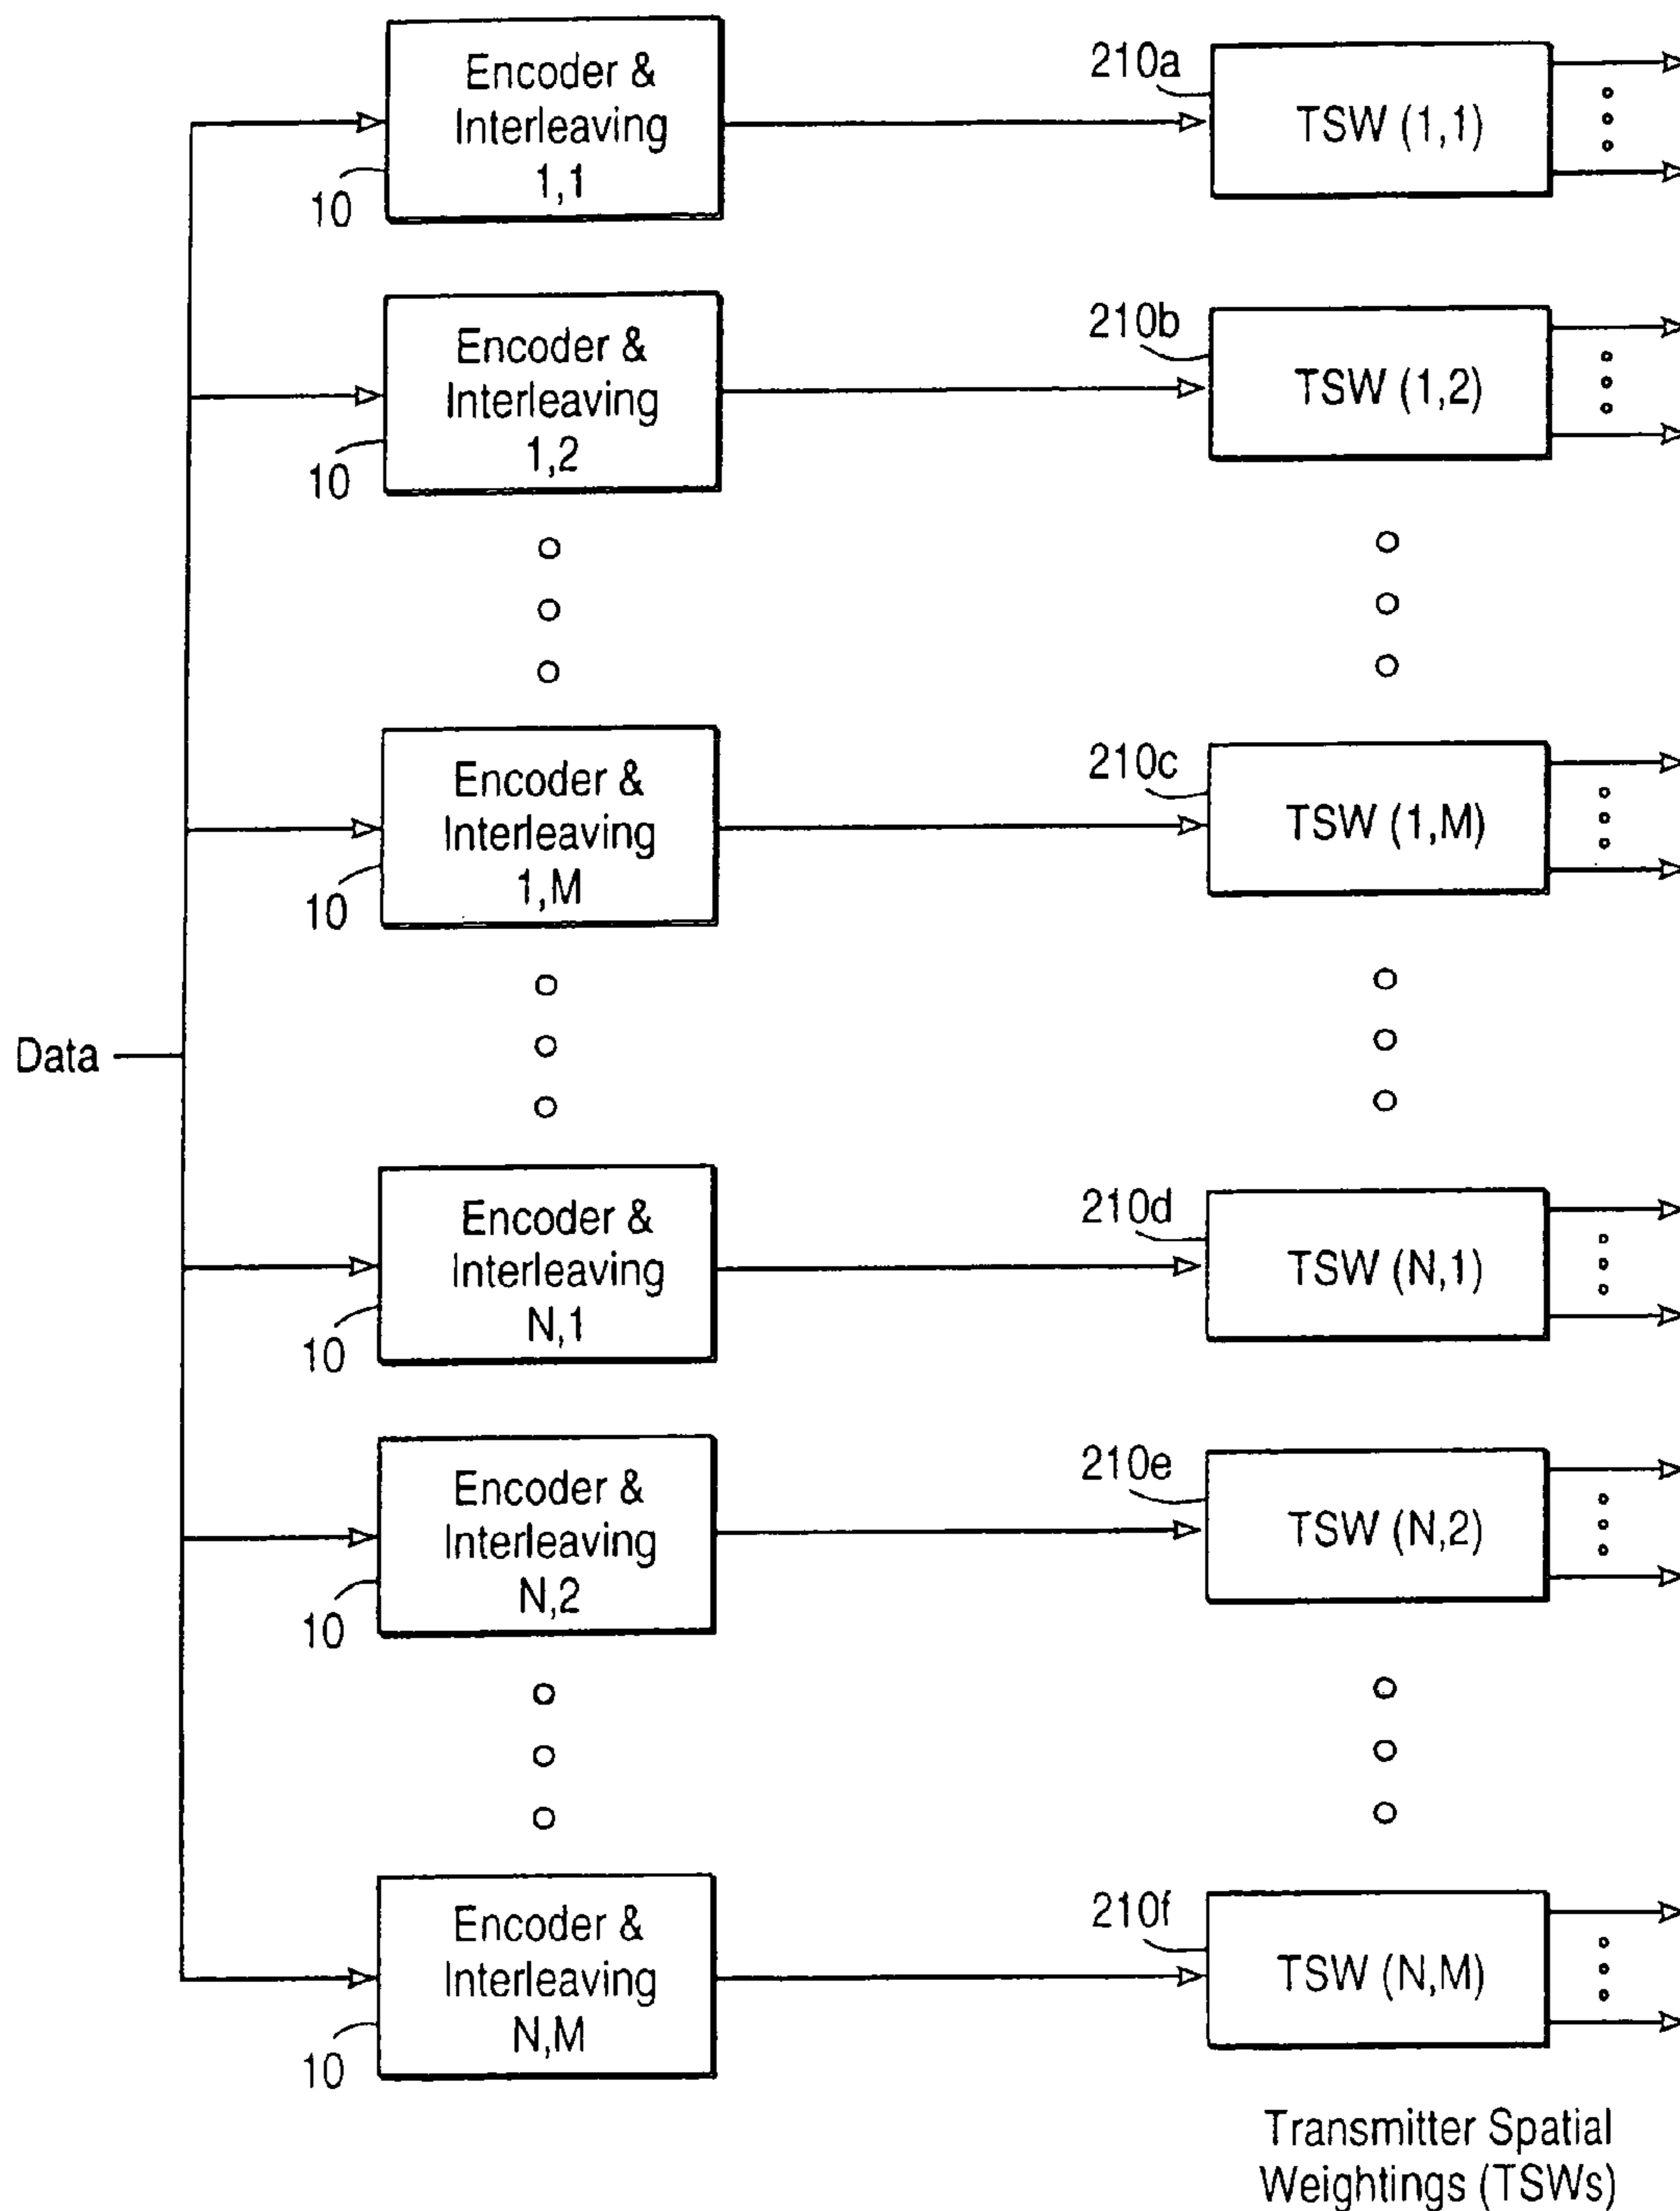 Encoder &
Interleaving
1,1
10
210a
TSW (1,1)
Encoder &
Interleaving
1,2
10
210b
TSW (1,2)
Encoder &
Interleaving
1,M
10
210c
TSW (1,M)
Data
Encoder &
Interleaving
N,1
10
210d
TSW (N,1)
Encoder &
Interleaving
N,2
10
210e
TSW (N,2)
Encoder &
Interleaving
N,M
10
210f
TSW (N,M)
Transmitter Spatial
Weightings (TSWs)